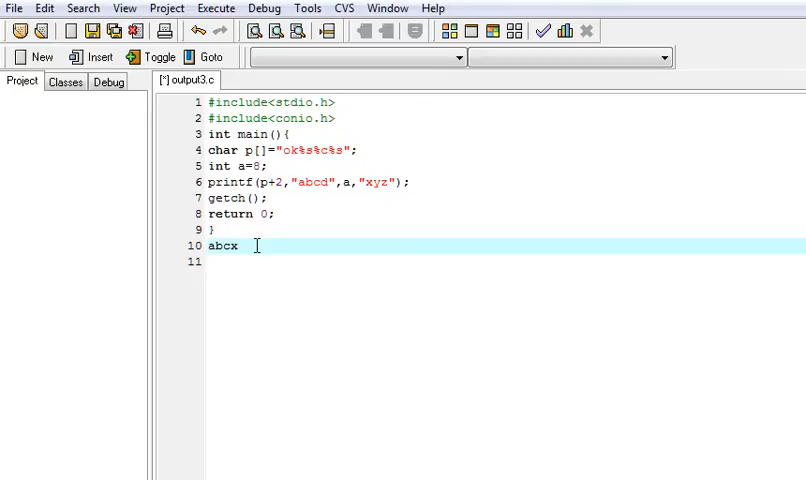 File Edit Search View Project Execute Debug Tools CVS Window Help
New Insert Toggle Goto
Project Classes Debug [*] output3.c
1 #include<stdio.h>
2 #include<conio.h>
3 int main(){
4 char p[]="ok%s%c%s";
5 int a=8;
6 printf(p+2,"abcd",a,"xyz");
7 getch();
8 return 0;
9 }
10 abcx
11